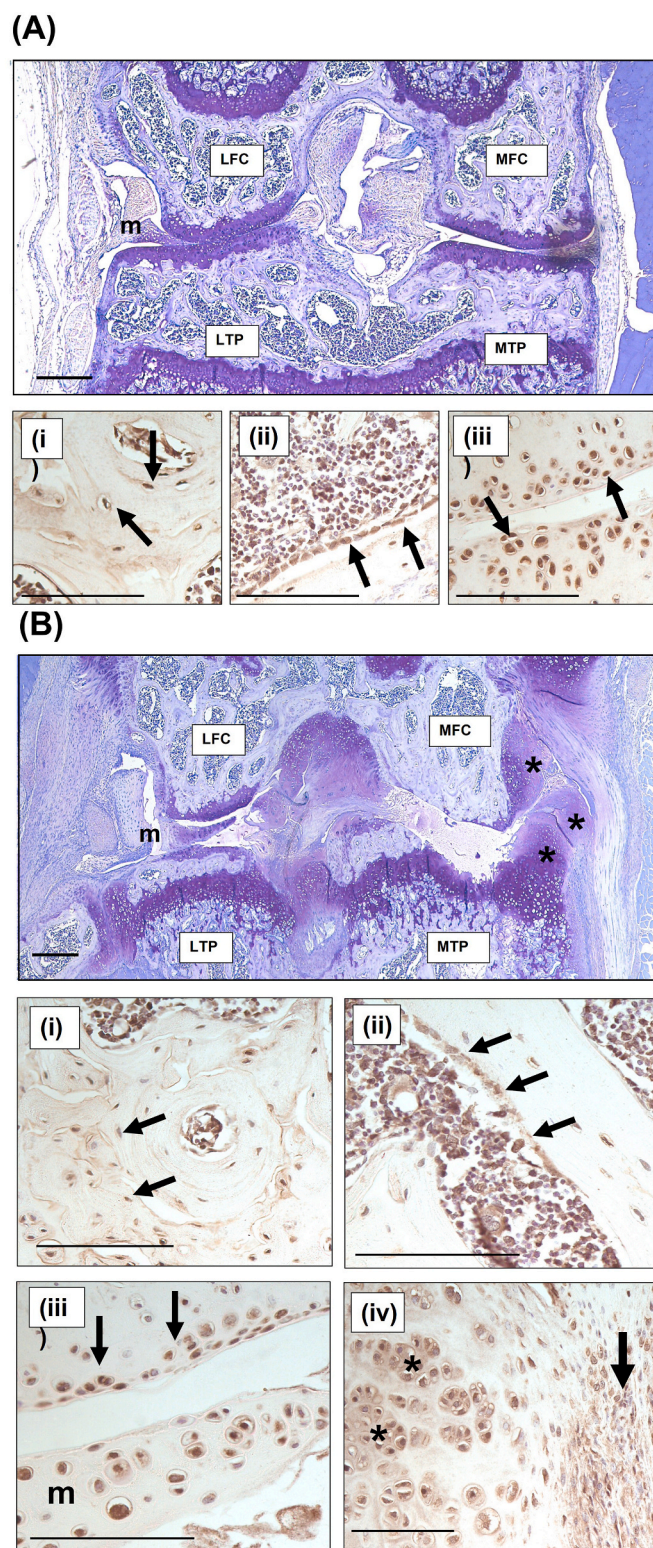 (A)
LFC MFC
m
LTP MTP
(i
)
(ii)
(iii
)
(B)
LFC MFC
*
m * *
LTP MTP
(i)
(ii)
(iii
)
m
(iv)
*
*